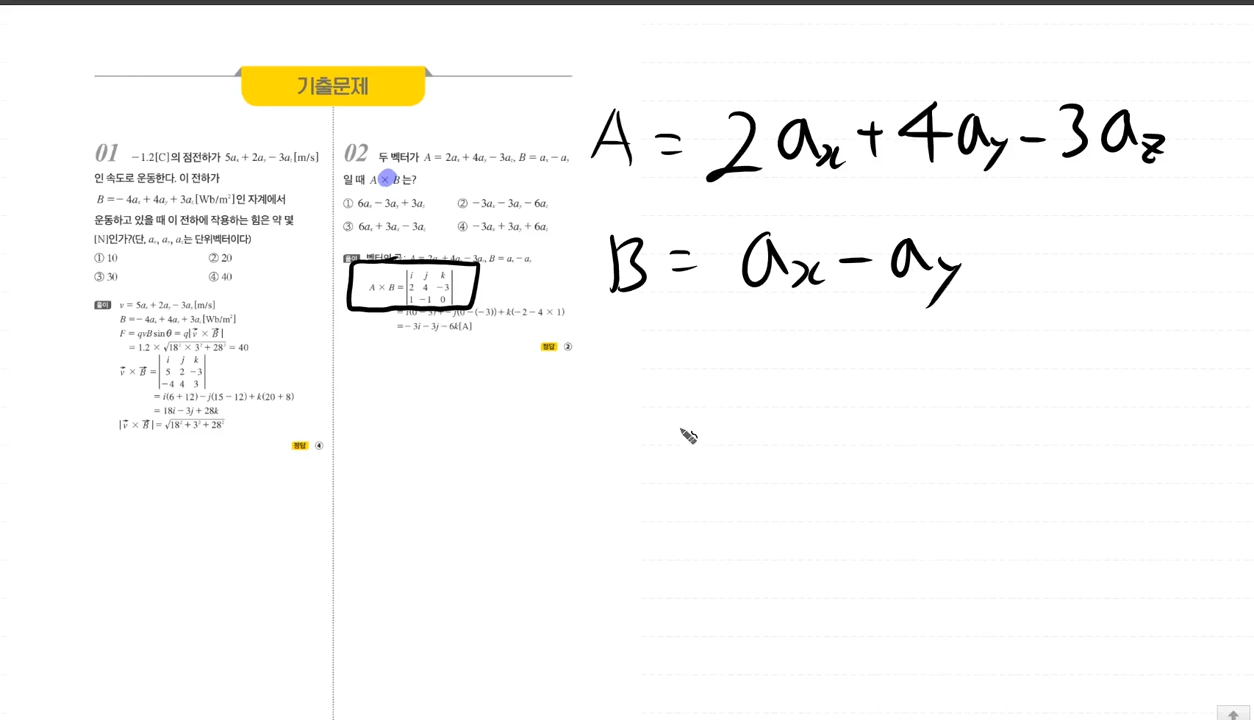 기출문제
01 −1.2[C]의 점전하가 5aₓ + 2aᵧ − 3a_z[m/s]
인 속도로 운동한다. 이 전하가
B = − 4aₓ + 4aᵧ + 3a_z[Wb/m²]인 자계에서
운동하고 있을 때 이 전하에 작용하는 힘은 약 몇
[N]인가?(단, aₓ, aᵧ, a_z는 단위벡터이다)
① 10 ② 20
③ 30 ④ 40
풀이 v = 5aₓ + 2aᵧ − 3a_z[m/s]
B = − 4aₓ + 4aᵧ + 3a_z[Wb/m²]
F = qvB sin θ = q|v⃗ × B⃗|
= 1.2 × √18² × 3² + 28² = 40
i j k
v⃗ × B⃗ = 5 2 −3
−4 4 3
= i(6 + 12) − j(15 − 12) + k(20 + 8)
= 18i − 3j + 28k
|v⃗ × B⃗| = √18² + 3² + 28²
정답 ④
02 두 벡터가 A = 2aₓ + 4aᵧ − 3a_z, B = aₓ − aᵧ
일 때 A × B는?
① 6aₓ − 3aᵧ + 3a_z ② −3aₓ − 3aᵧ − 6a_z
③ 6aₓ + 3aᵧ − 3a_z ④ −3aₓ + 3aᵧ + 6a_z
i j k
A × B = 2 4 −3
1 −1 0
= −3i − 3j − 6k[A]
정답 ②
A = 2aₓ + 4aᵧ − 3a_z
B = aₓ − aᵧ